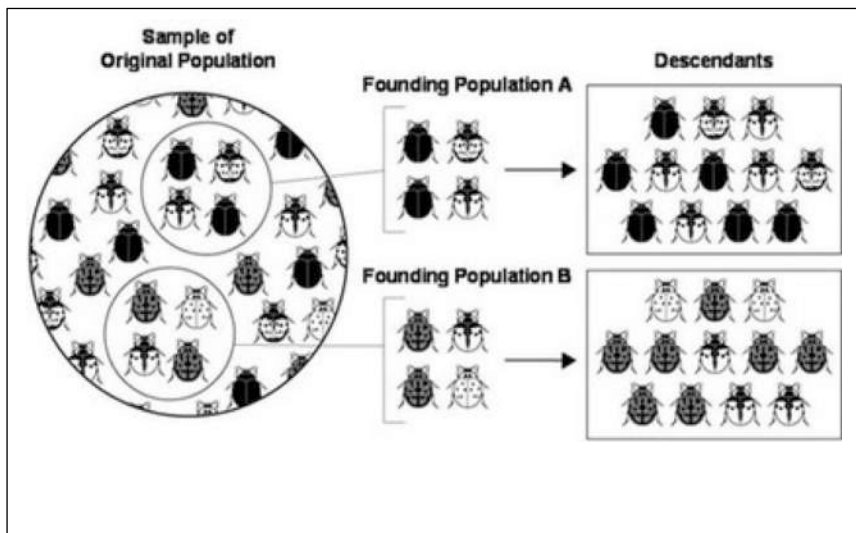 Sample of
Original Population
Founding Population A
Descendants
Founding Population B